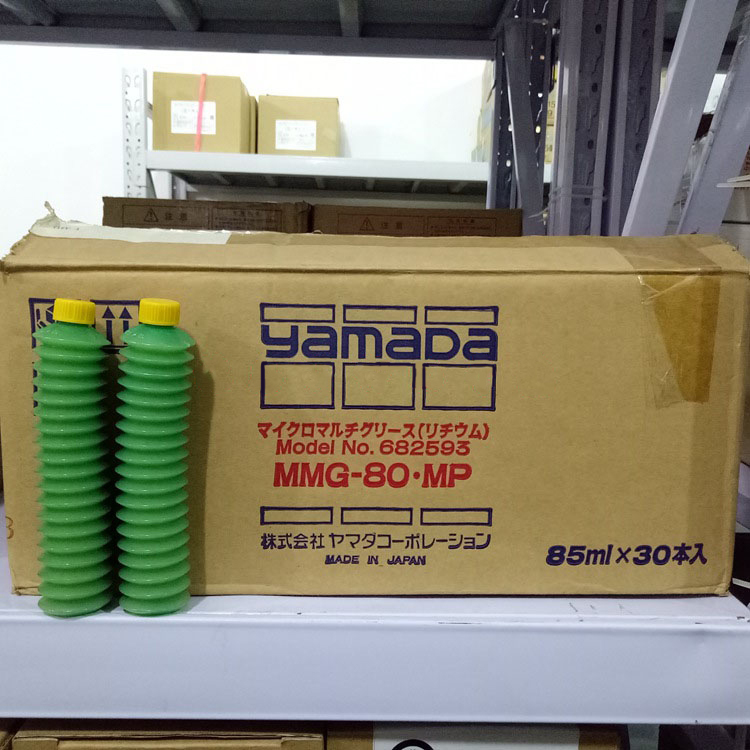 注意
yamada
マイクロマルチグリース(リチウム)
Model No. 682593
MMG-80・MP
株式会社 ヤマダコーポレーション
MADE IN JAPAN
85ml×30本入